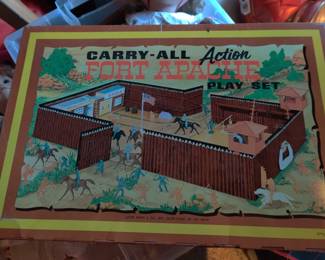 CARRY-ALL Action
FORT APACHE
PLAY SET